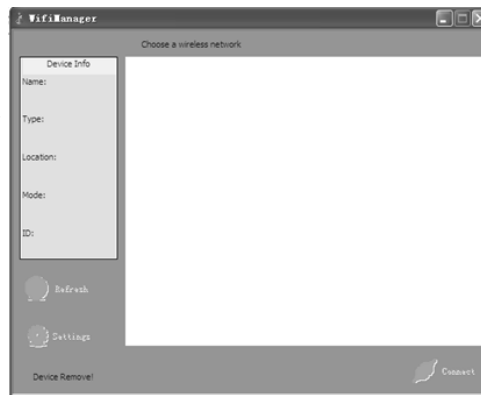 WifiManager
Choose a wireless network
Device Info
Name:
Type:
Location:
Mode:
ID:
Refresh
Settings
Device Remove!
Connect